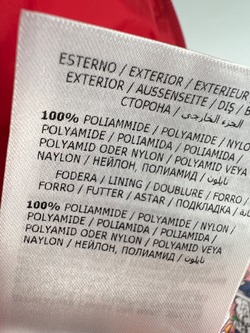 ESTERNO / EXTERIOR / EXTERIEUR
EXTERIOR / AUSSENSEITE / DIŞ /
СТОРОНА / الجزء الخارجي
100% POLIAMMIDE / POLYAMIDE / NYLON
POLYAMIDE / POLIAMIDA / POLIAMIDA
POLYAMID ODER NYLON / POLYAMID VEYA
NAYLON / НЕЙЛОН, ПОЛИАМИД / نايلون
FODERA / LINING / DOUBLURE / FORRO /
FORRO / FUTTER / ASTAR / ПОДКЛАДКА /
100% POLIAMMIDE / POLYAMIDE / NYLON /
POLYAMIDE / POLIAMIDA / POLIAMIDA /
POLYAMID ODER NYLON / POLYAMID VEYA
NAYLON / НЕЙЛОН, ПОЛИАМИД / نايلون